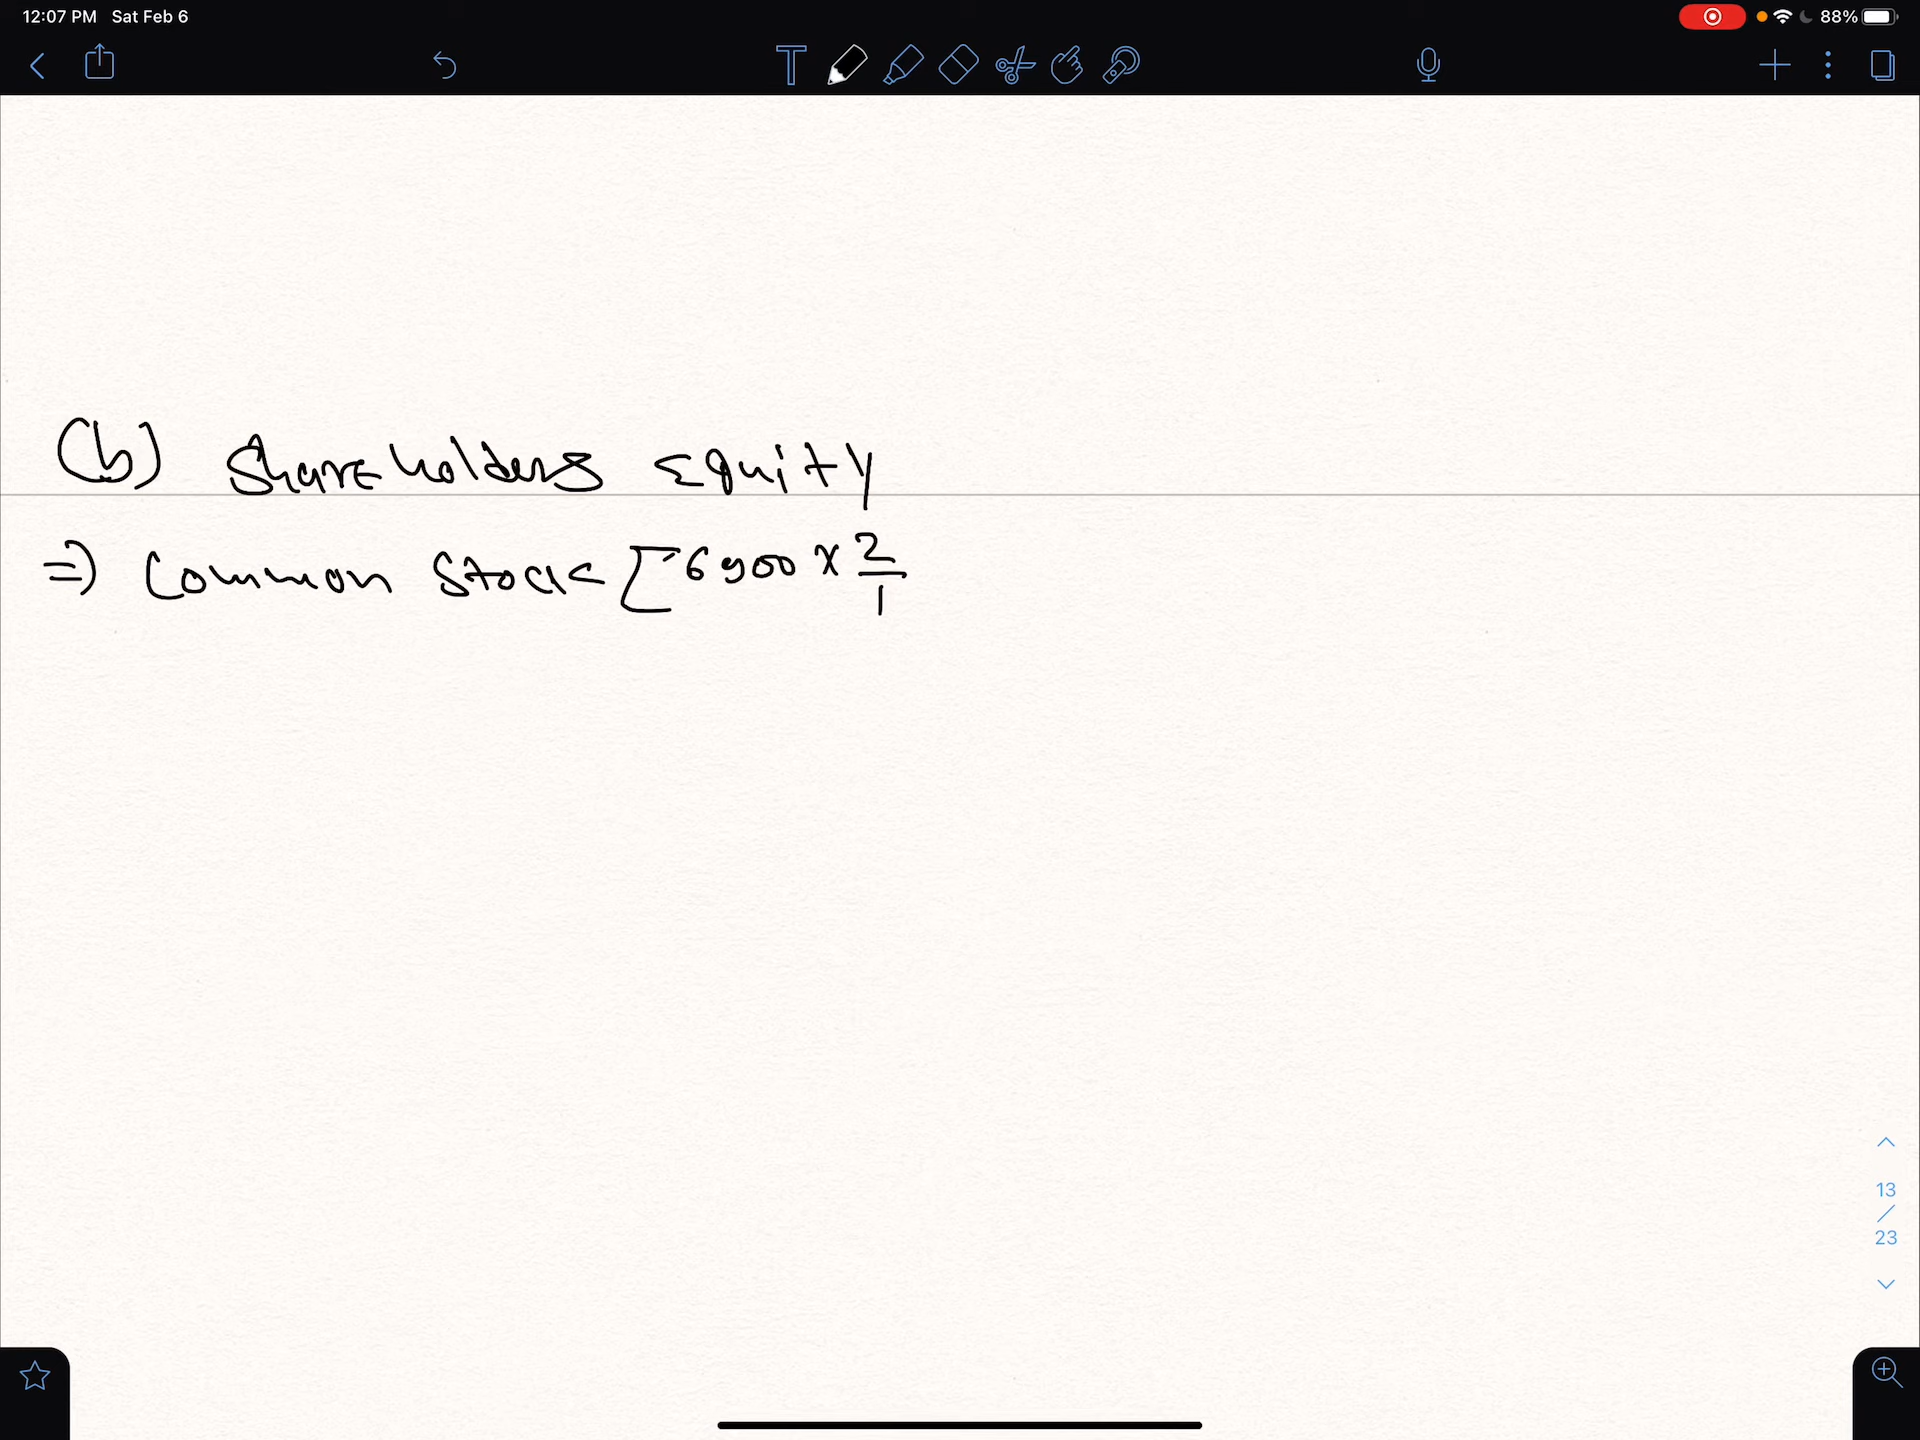 12:07 PM Sat Feb 6
88%
T
(b) Shareholders Equity
⇒ Common Stock [6900 × 2/1
13
/
23